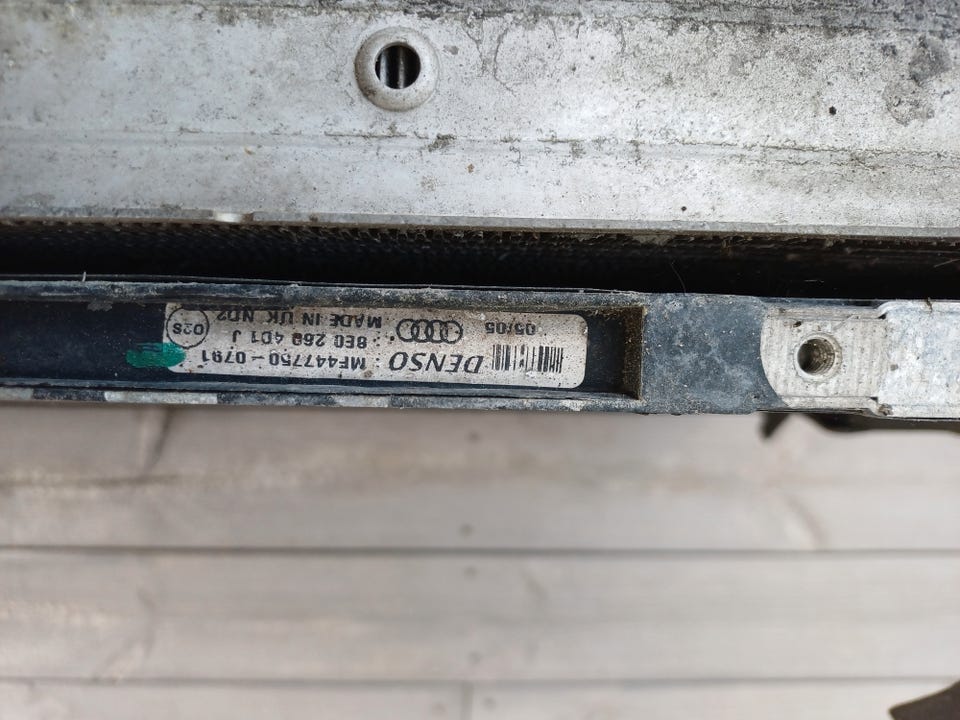 DENSO MF447750-0791
8E0 260 401 J
05/05 MADE IN UK ND2
02S